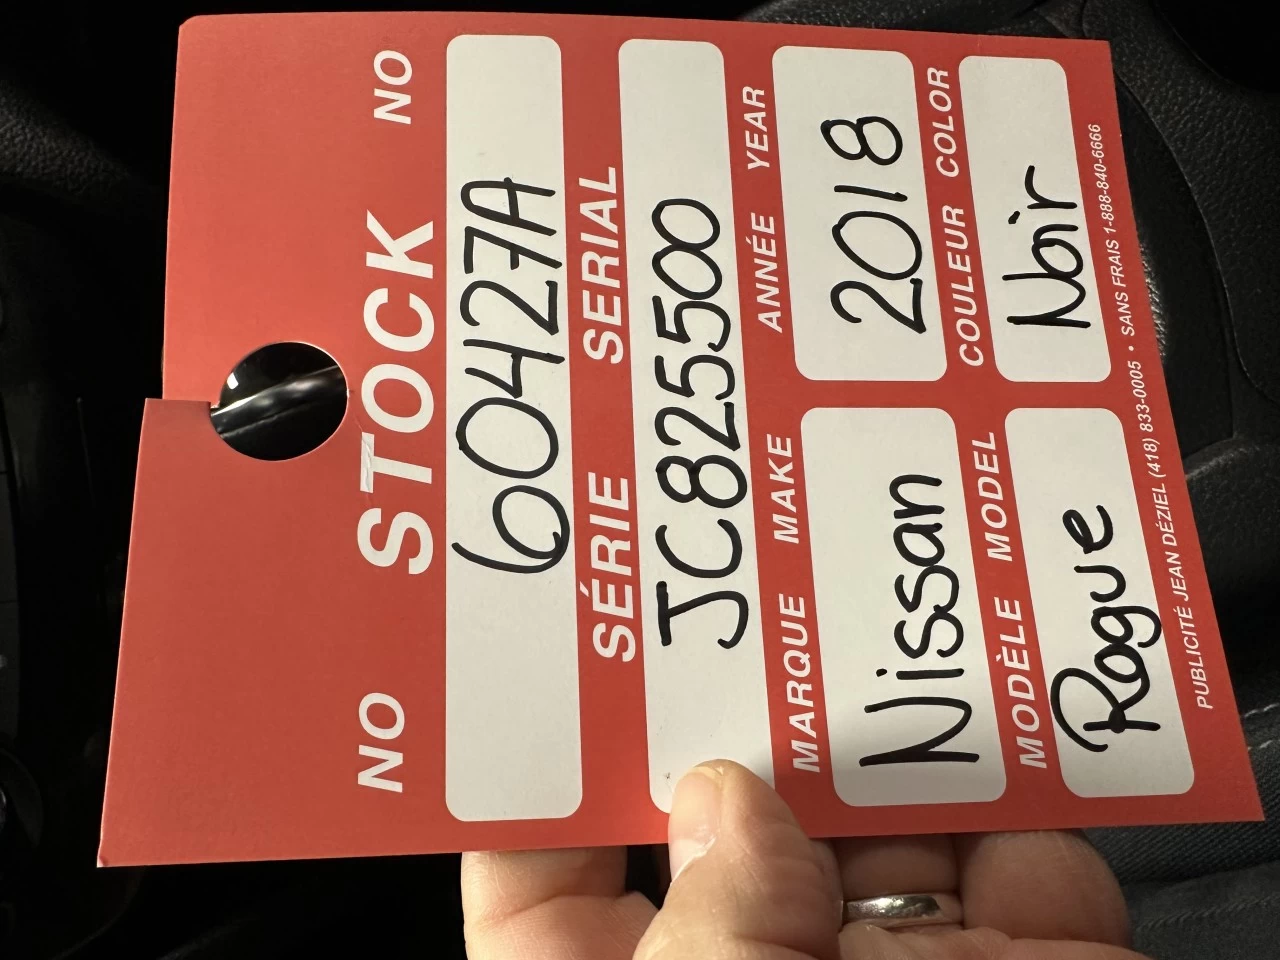 NO STOCK NO
60427A
SÉRIE SERIAL
JC825500
MARQUE MAKE ANNÉE YEAR
Nissan 2018
MODÈLE MODEL COULEUR COLOR
Rogue Noir
PUBLICITÉ JEAN DÉZIEL (418) 833-0005 • SANS FRAIS 1-888-840-6666